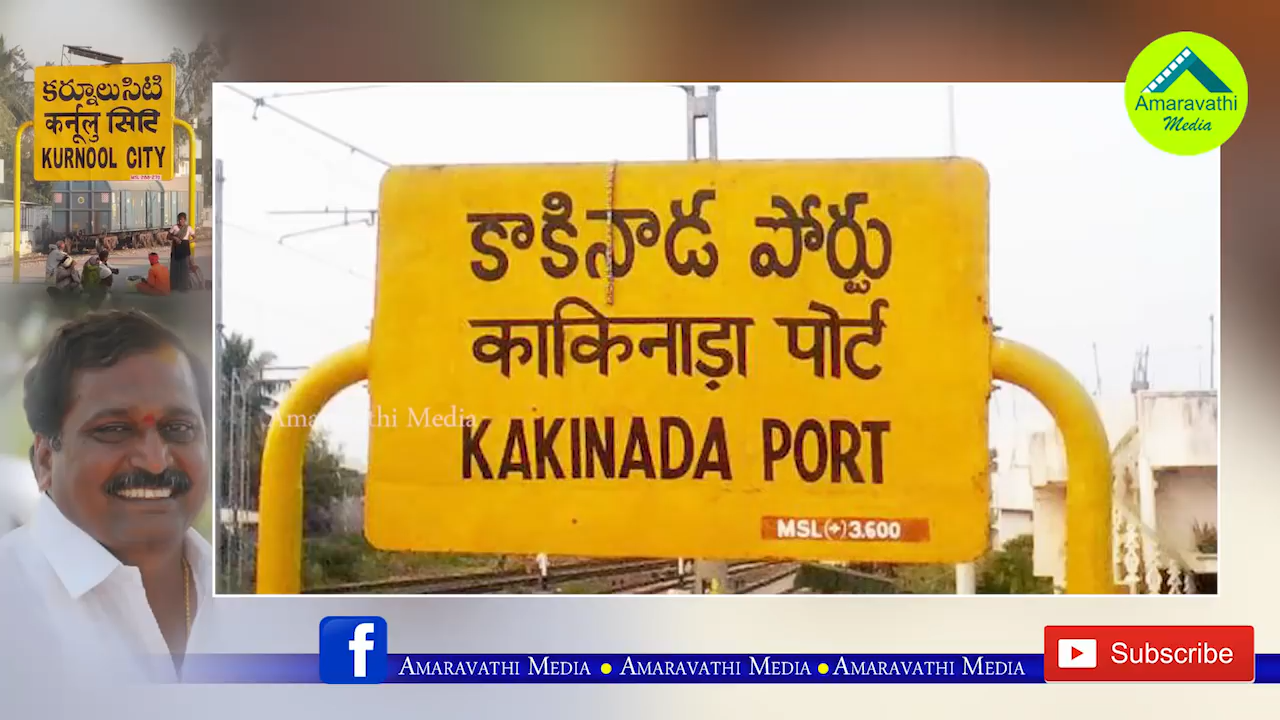 కర్నూలుసిటి
कर्नूलु सिटि
KURNOOL CITY
Amaravathi
Media
కాకినాడ పోర్టు
काकिनाड़ा पोर्ट
KAKINADA PORT
MSL(+)3.600
Amaravathi Media
f
AMARAVATHI MEDIA ● AMARAVATHI MEDIA ● AMARAVATHI MEDIA
Subscribe